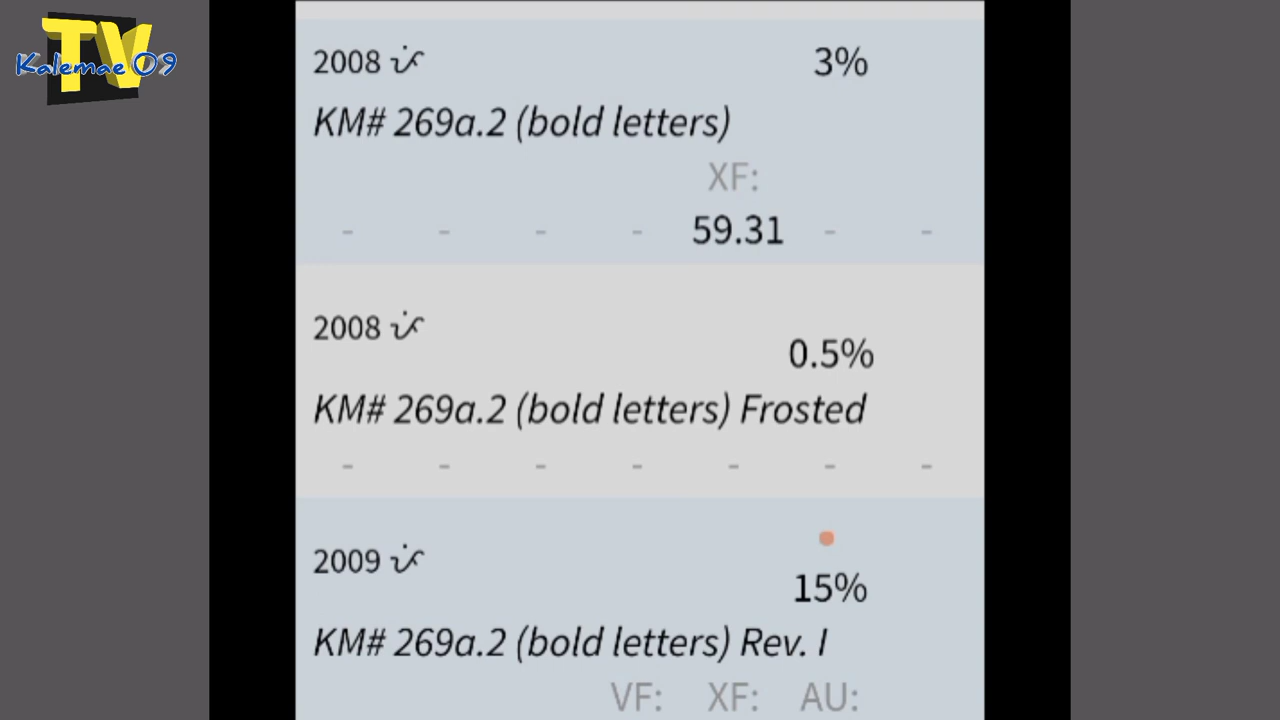 TV
Kalemae 09
2008 3%
KM# 269a.2 (bold letters)
XF:
- - - - 59.31 - -
2008
0.5%
KM# 269a.2 (bold letters) Frosted
- - - - - - -
2009
15%
KM# 269a.2 (bold letters) Rev. I
VF: XF: AU: